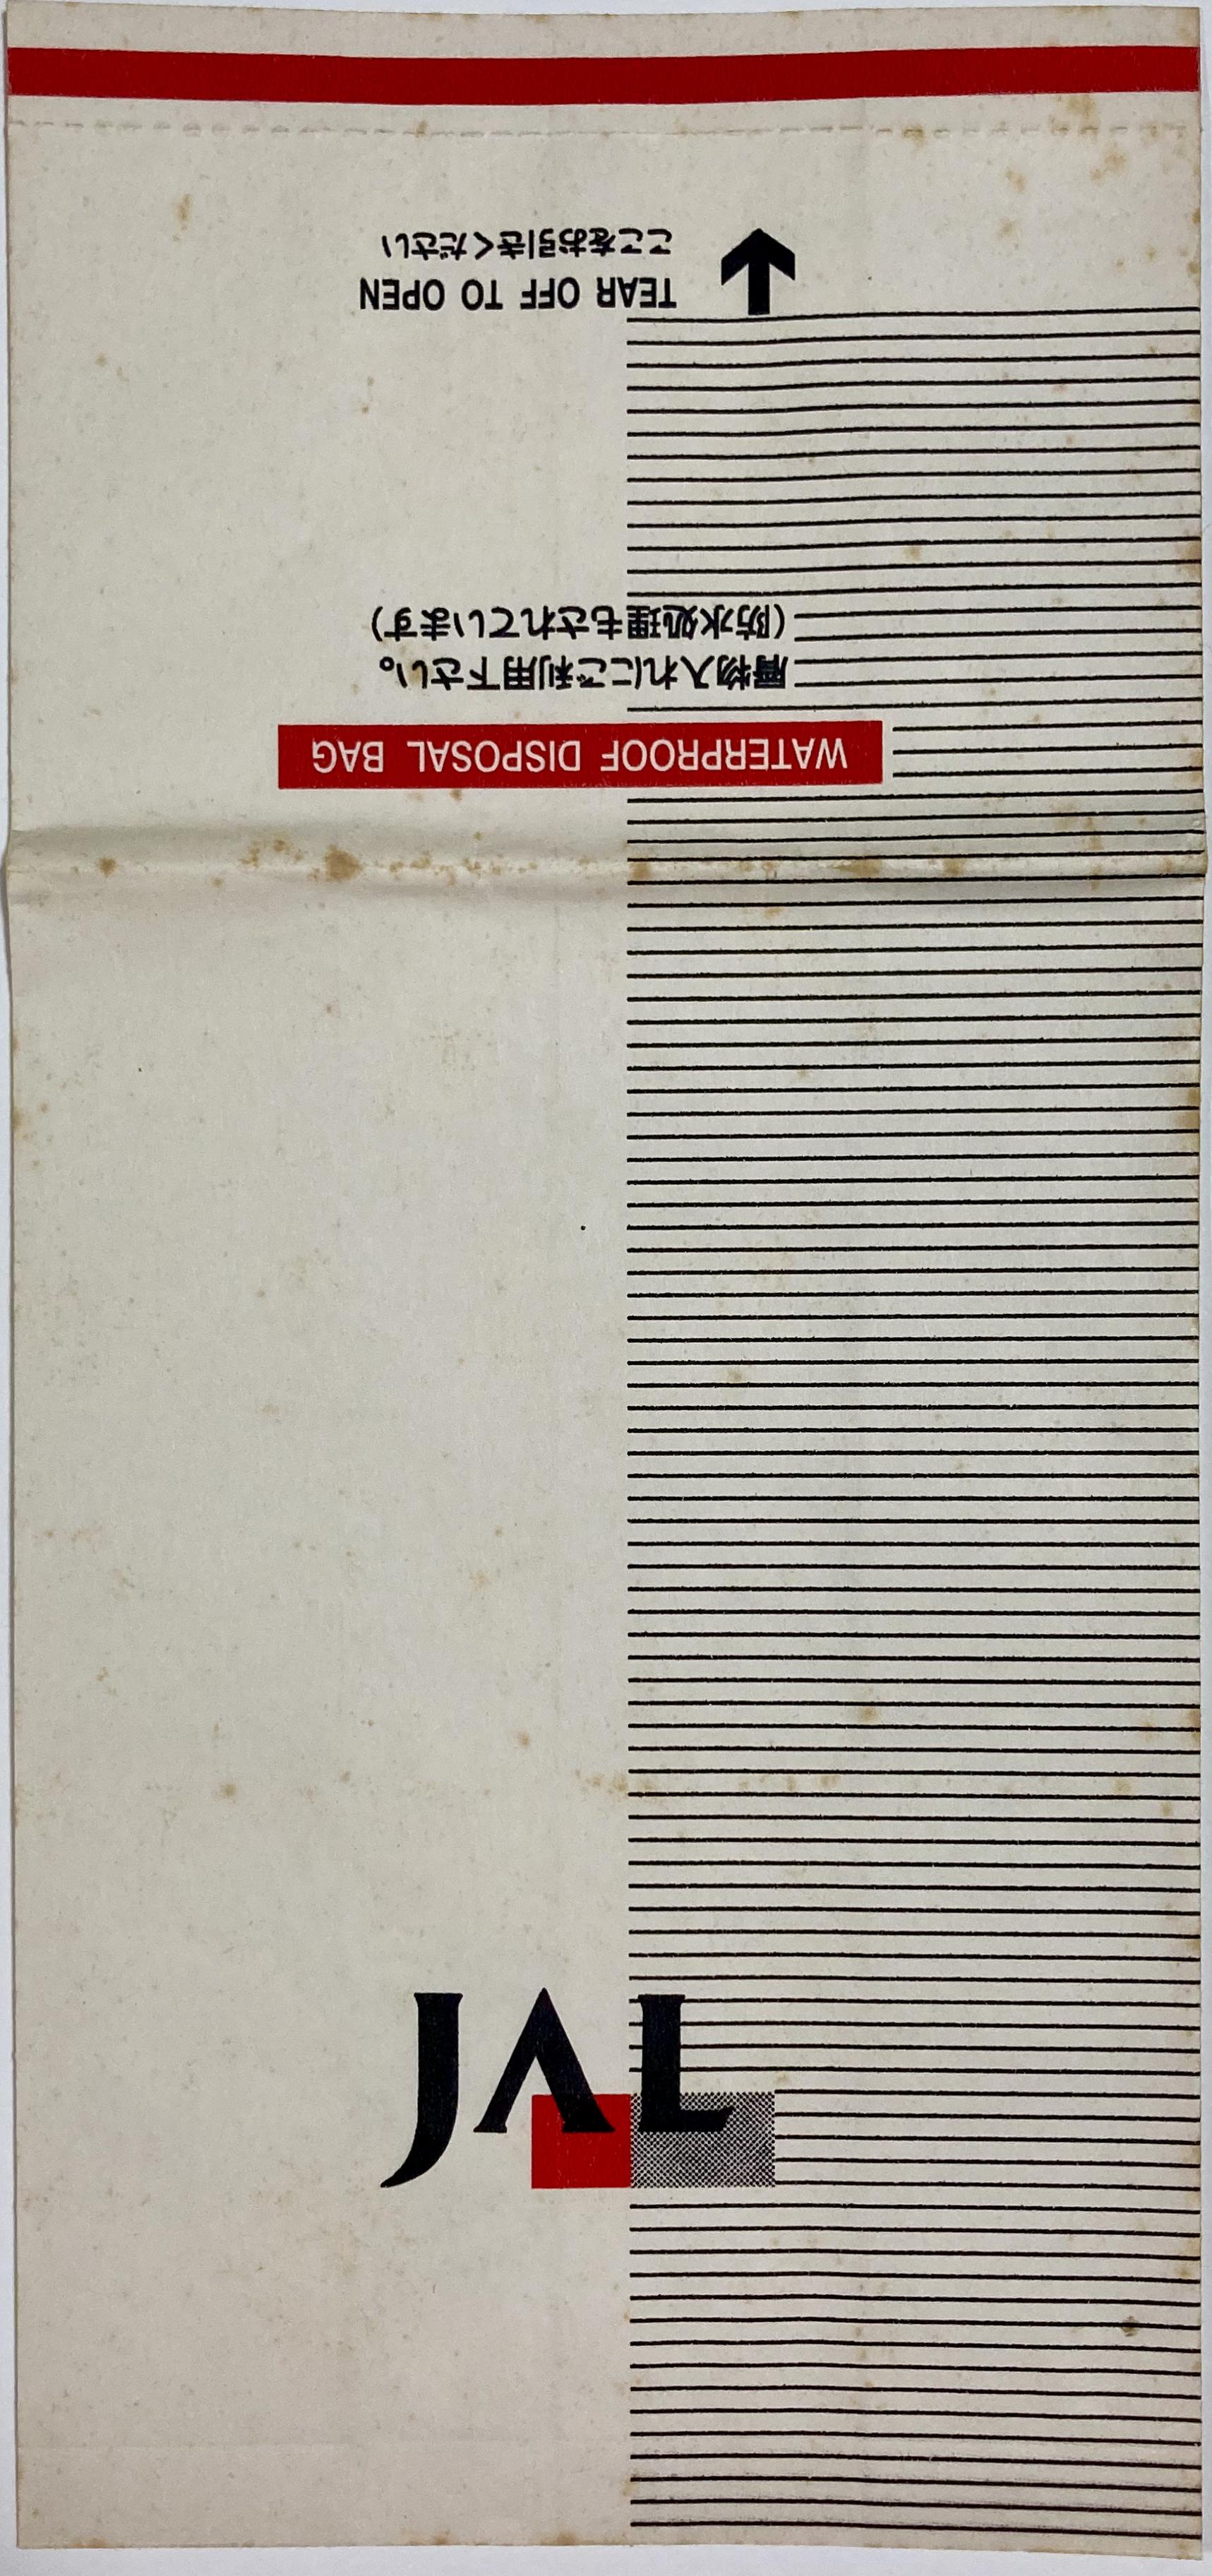 WATERPROOF DISPOSAL BAG
屑物入れにご利用下さい。
(防水処理もされています)
TEAR OFF TO OPEN
ここをお引きください
JAL